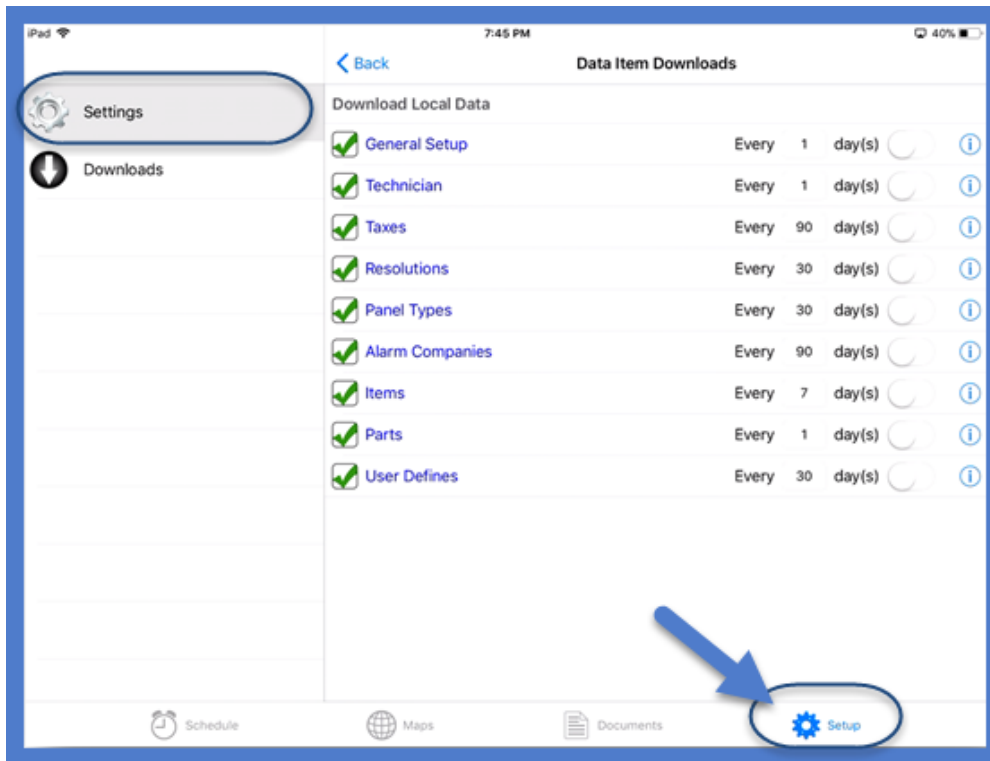 iPad 7:45 PM 40%
Back Data Item Downloads
Settings
Downloads
Download Local Data
General Setup Every 1 day(s)
Technician Every 1 day(s)
Taxes Every 90 day(s)
Resolutions Every 30 day(s)
Panel Types Every 30 day(s)
Alarm Companies Every 90 day(s)
Items Every 7 day(s)
Parts Every 1 day(s)
User Defines Every 30 day(s)
Schedule Maps Documents Setup